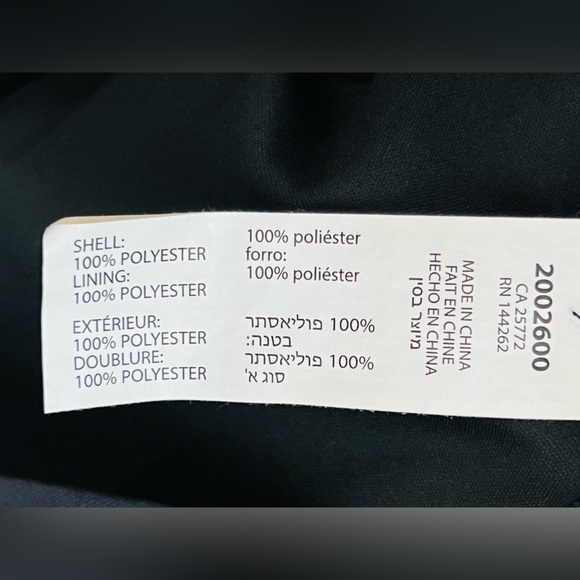 SHELL:
100% POLYESTER
LINING:
100% POLYESTER
EXTÉRIEUR:
100% POLYESTER
DOUBLURE:
100% POLYESTER
100% poliéster
forro:
100% poliéster
100% פוליאסתר
בטנה:
100% פוליאסתר
סוג א'
MADE IN CHINA
FAIT EN CHINE
HECHO EN CHINA
מיוצר בסין
2002600
CA 25772
RN 144262